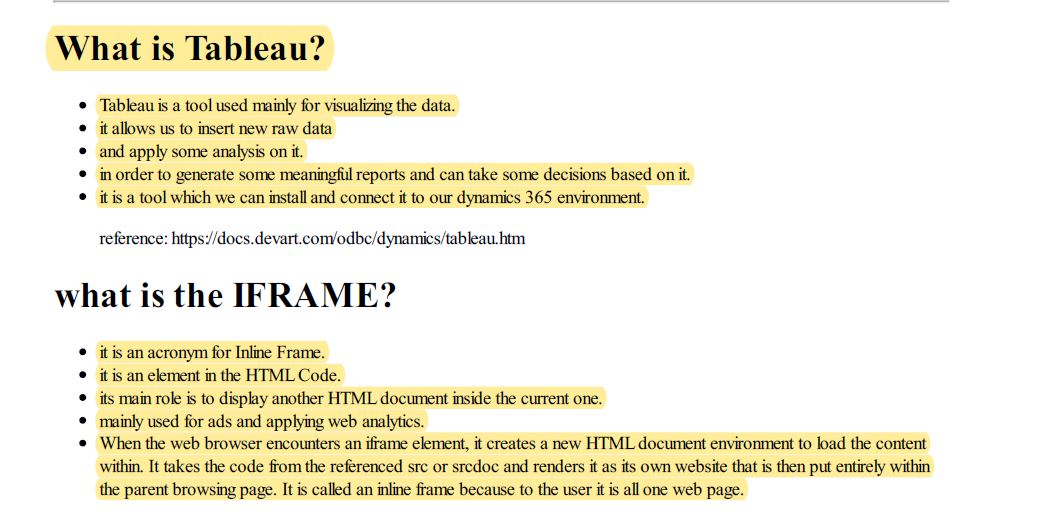 What is Tableau?
Tableau is a tool used mainly for visualizing the data.
it allows us to insert new raw data
and apply some analysis on it.
in order to generate some meaningful reports and can take some decisions based on it.
it is a tool which we can install and connect it to our dynamics 365 environment.
reference: https://docs.devart.com/odbc/dynamics/tableau.htm
what is the IFRAME?
it is an acronym for Inline Frame.
it is an element in the HTML Code.
its main role is to display another HTML document inside the current one.
mainly used for ads and applying web analytics.
When the web browser encounters an iframe element, it creates a new HTML document environment to load the content
within. It takes the code from the referenced src or srcdoc and renders it as its own website that is then put entirely within
the parent browsing page. It is called an inline frame because to the user it is all one web page.